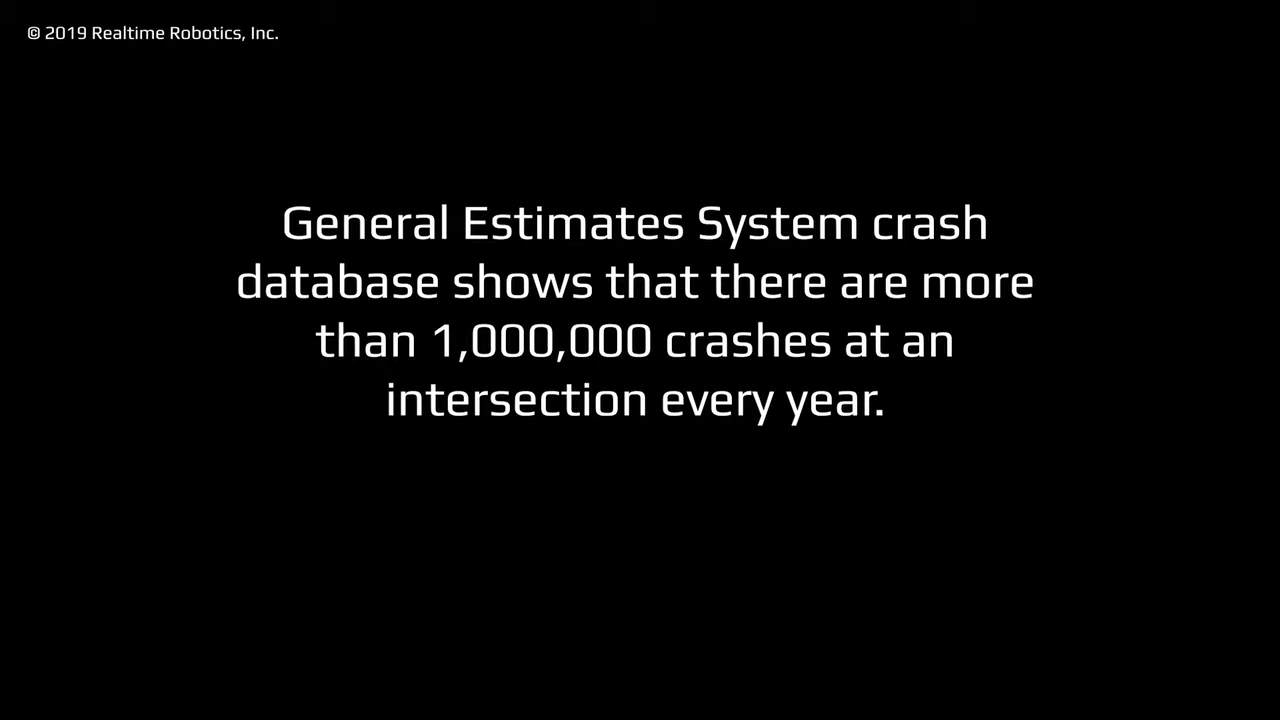 © 2019 Realtime Robotics, Inc.
General Estimates System crash
database shows that there are more
than 1,000,000 crashes at an
intersection every year.